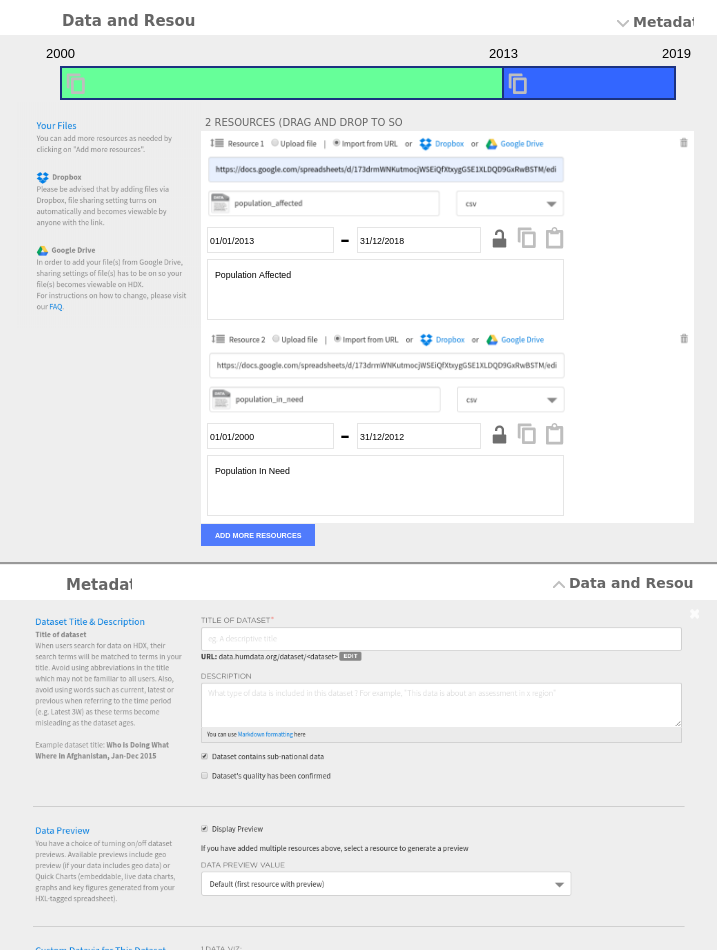 Data and Resou
Metadat
2000
2013
2019
Your Files
You can add more resources as needed by
clicking on "Add more resources".
Dropbox
Please be advised that by adding files via
Dropbox, file sharing setting turns on
automatically and becomes viewable by
anyone with the link.
Google Drive
In order to add your file(s) from Google Drive,
sharing settings of file(s) has to be on so your
file(s) becomes viewable on HDX.
For instructions on how to change, please visit
our FAQ.
2 RESOURCES (DRAG AND DROP TO SO
Resource 1 Upload file | Import from URL or Dropbox or Google Drive
https://docs.google.com/spreadsheets/d/173drmWNKutmocjWSEiQfXtxygGSE1XLDQD9GxRwBSTM/edi
DATA population_affected csv
01/01/2013 – 31/12/2018
Population Affected
Resource 2 Upload file | Import from URL or Dropbox or Google Drive
https://docs.google.com/spreadsheets/d/173drmWNKutmocjWSEiQfXtxygGSE1XLDQD9GxRwBSTM/edi
DATA population_in_need csv
01/01/2000 – 31/12/2012
Population In Need
ADD MORE RESOURCES
Metadat
Data and Resou
Dataset Title & Description
Title of dataset
When users search for data on HDX, their
search terms will be matched to terms in your
title. Avoid using abbreviations in the title
which may not be familiar to all users. Also,
avoid using words such as current, latest or
previous when referring to the time period
(e.g. Latest 3W) as these terms become
misleading as the dataset ages.
Example dataset title: Who is Doing What
Where in Afghanistan, Jan-Dec 2015
TITLE OF DATASET*
eg. A descriptive title
URL: data.humdata.org/dataset/<dataset> EDIT
DESCRIPTION
What type of data is included in this dataset? For example, "This data is about an assessment in x region"
You can use Markdown formatting here
Dataset contains sub-national data
Dataset's quality has been confirmed
Data Preview
You have a choice of turning on/off dataset
previews. Available previews include geo
preview (if your data includes geo data) or
Quick Charts (embeddable, live data charts,
graphs and key figures generated from your
HXL-tagged spreadsheet).
Display Preview
If you have added multiple resources above, select a resource to generate a preview
DATA PREVIEW VALUE
Default (first resource with preview)